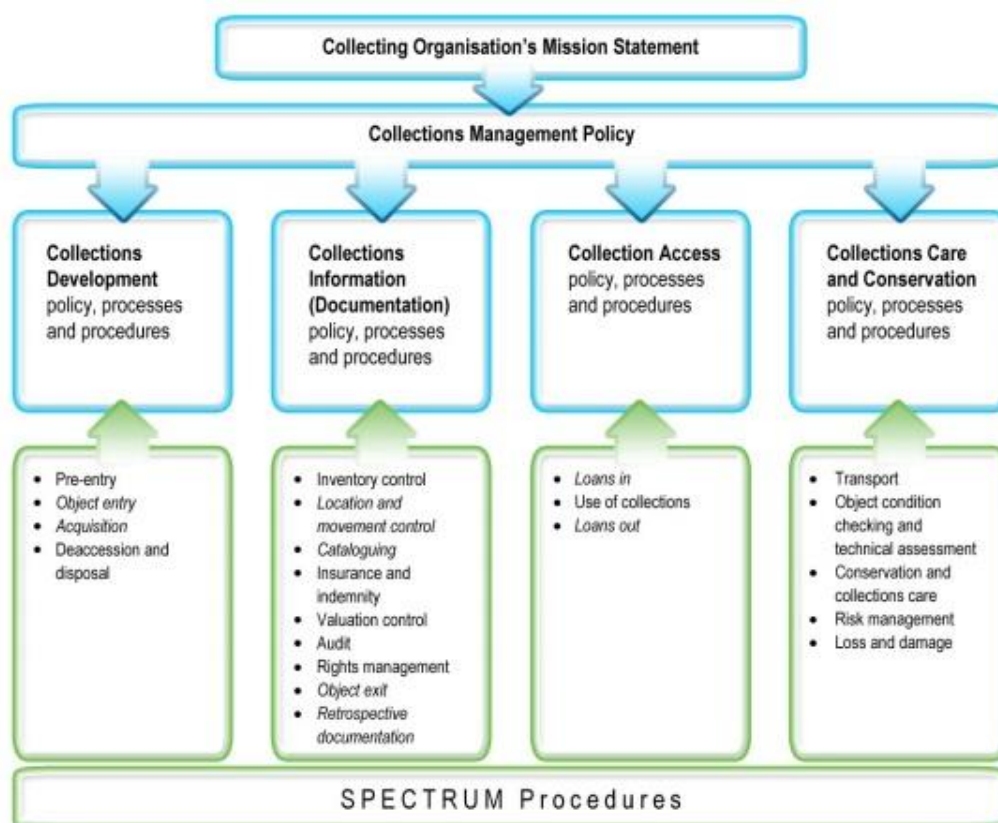 Collecting Organisation's Mission Statement
Collections Management Policy
Collections
Development
policy, processes
and procedures
Collections
Information
(Documentation)
policy, processes
and procedures
Collection Access
policy, processes
and procedures
Collections Care
and Conservation
policy, processes
and procedures
• Pre-entry
• Object entry
• Acquisition
• Deaccession and
disposal
• Inventory control
• Location and
movement control
• Cataloguing
• Insurance and
indemnity
• Valuation control
• Audit
• Rights management
• Object exit
• Retrospective
documentation
• Loans in
• Use of collections
• Loans out
• Transport
• Object condition
checking and
technical assessment
• Conservation and
collections care
• Risk management
• Loss and damage
SPECTRUM Procedures